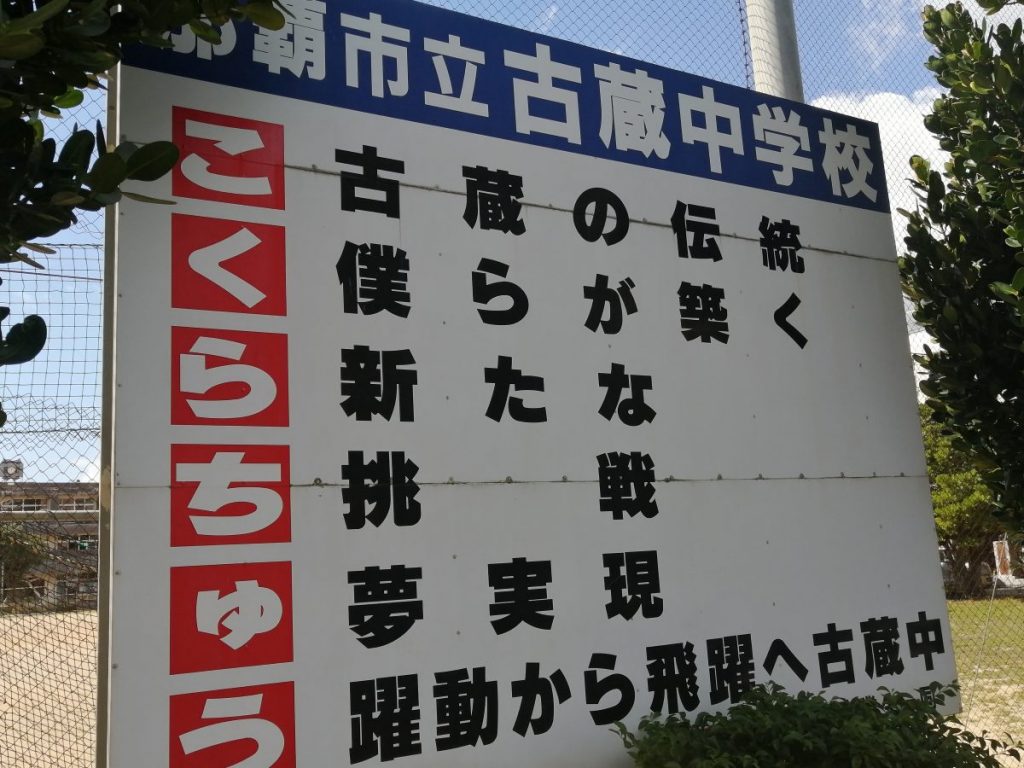 那覇市立古蔵中学校
こ 古蔵の伝統
く 僕らが築く
ら 新たな
ち 挑戦
ゅ 夢実現
う 躍動から飛躍へ古蔵中